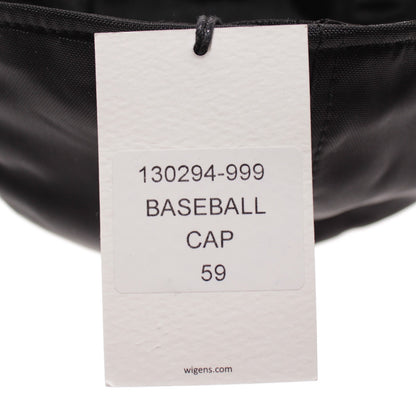 130294-999
BASEBALL
CAP
59
wigens.com